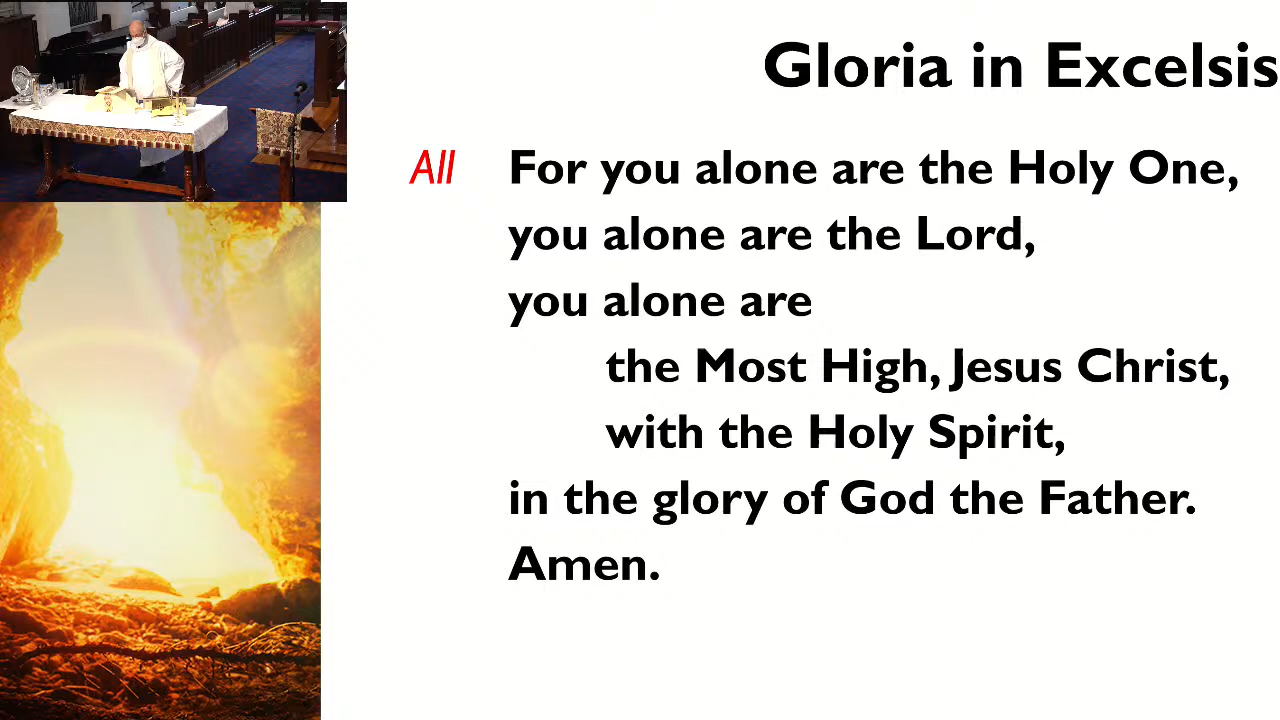 Gloria in Excelsis
All For you alone are the Holy One,
you alone are the Lord,
you alone are
the Most High, Jesus Christ,
with the Holy Spirit,
in the glory of God the Father.
Amen.